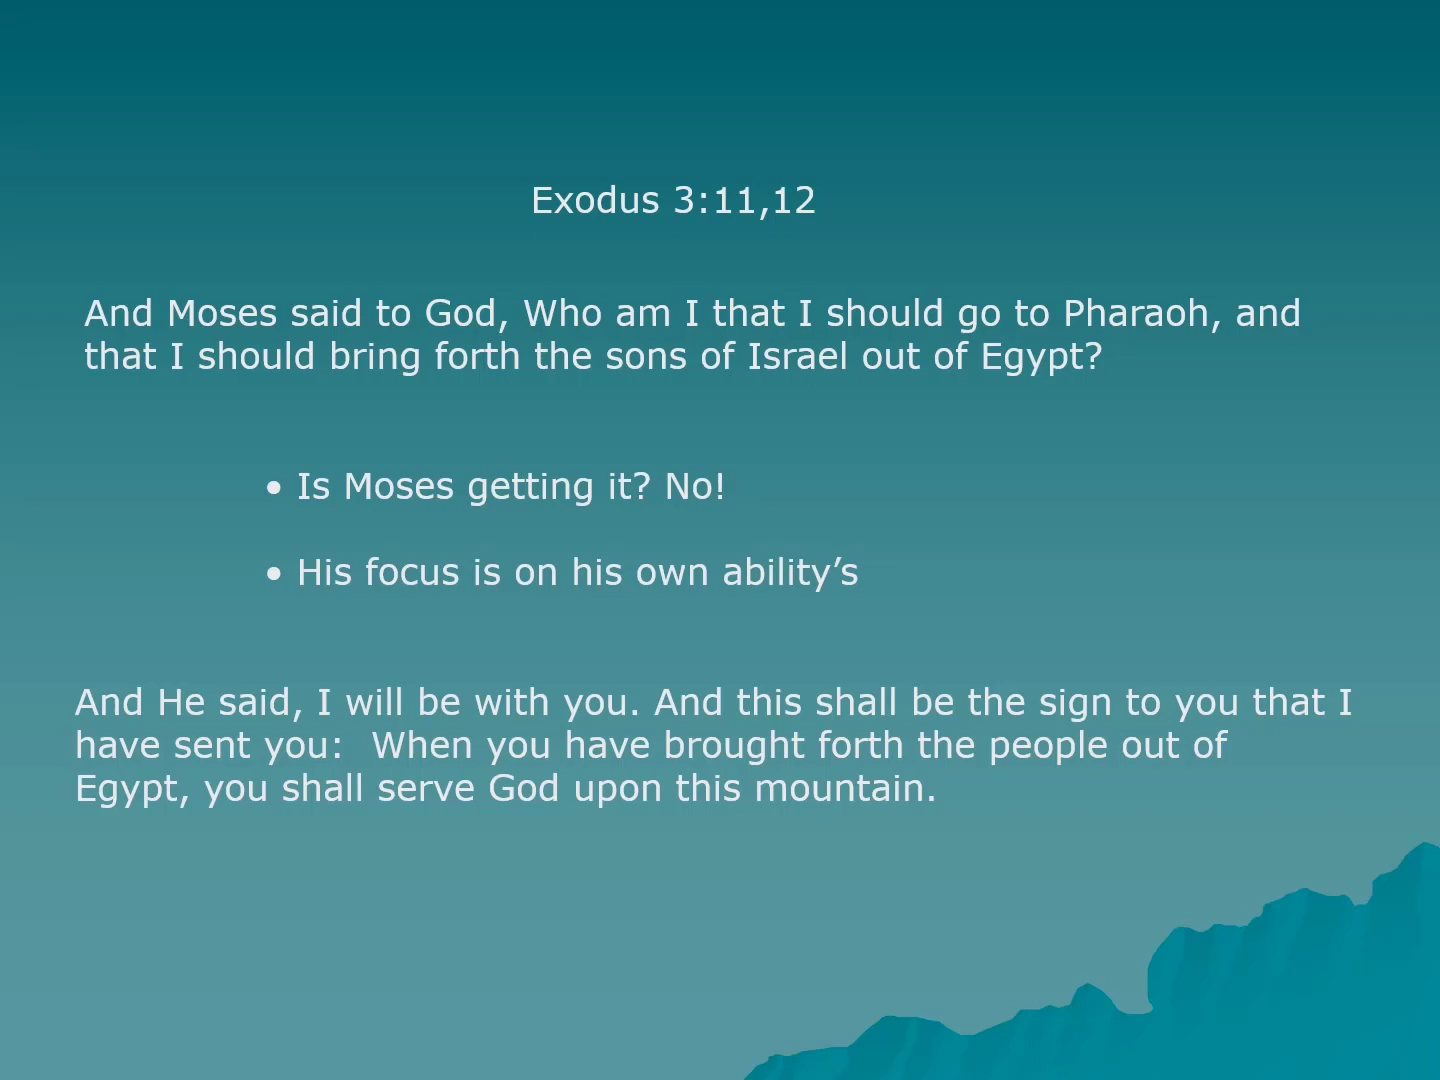 Exodus 3:11,12
And Moses said to God, Who am I that I should go to Pharaoh, and
that I should bring forth the sons of Israel out of Egypt?
• Is Moses getting it? No!
• His focus is on his own ability’s
And He said, I will be with you. And this shall be the sign to you that I
have sent you:  When you have brought forth the people out of
Egypt, you shall serve God upon this mountain.